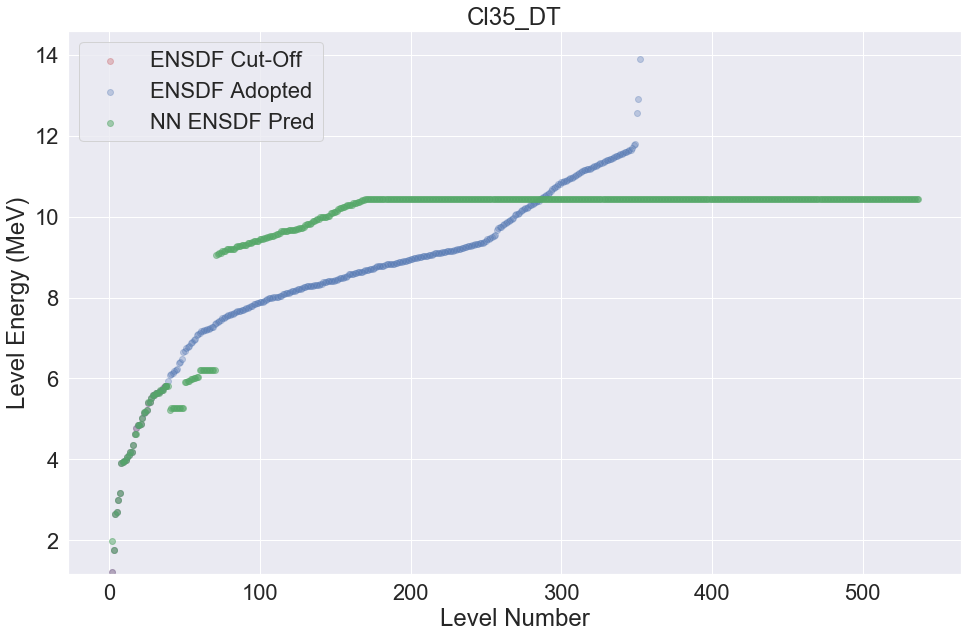 Cl35_DT
ENSDF Cut-Off
ENSDF Adopted
NN ENSDF Pred
Level Energy (MeV)
14
12
10
8
6
4
2
0 100 200 300 400 500
Level Number